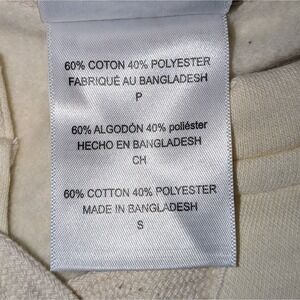 60% COTON 40% POLYESTER
FABRIQUÉ AU BANGLADESH
P
60% ALGODÓN 40% poliéster
HECHO EN BANGLADESH
CH
60% COTTON 40% POLYESTER
MADE IN BANGLADESH
S